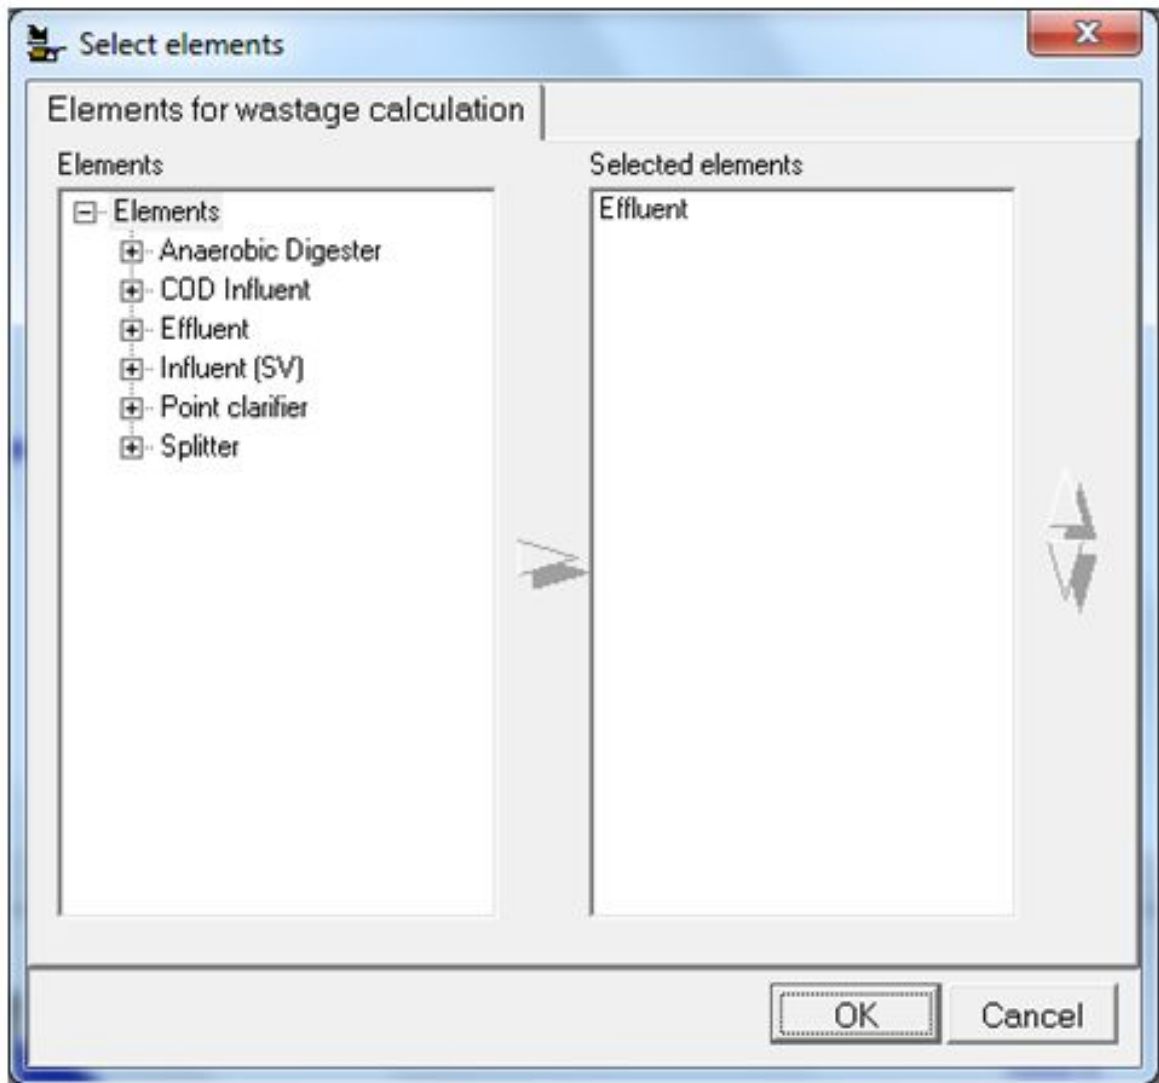 Select elements
Elements for wastage calculation
Elements
Elements
Anaerobic Digester
COD Influent
Effluent
Influent (SV)
Point clarifier
Splitter
Selected elements
Effluent
OK
Cancel